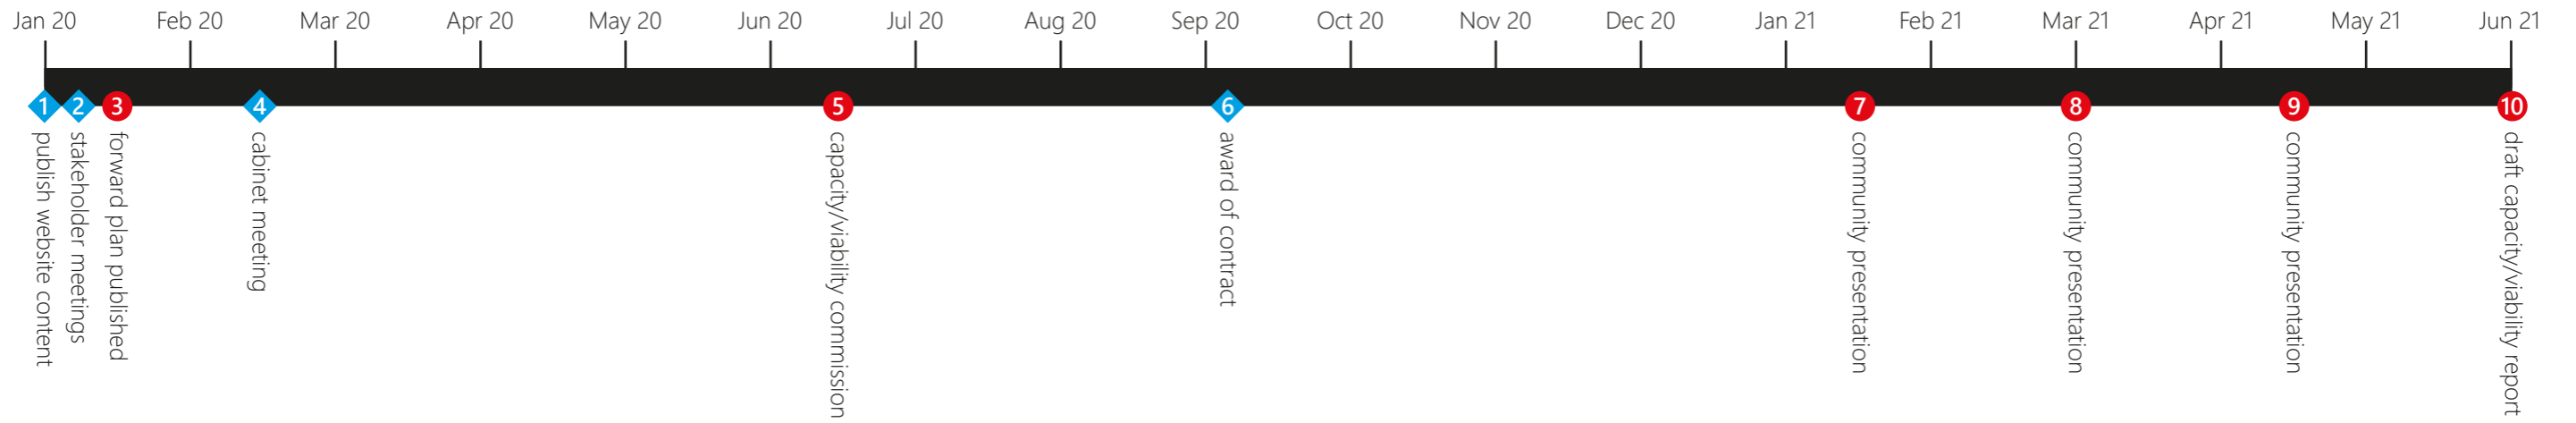 Jan 20
Feb 20
Mar 20
Apr 20
May 20
Jun 20
Jul 20
Aug 20
Sep 20
Oct 20
Nov 20
Dec 20
Jan 21
Feb 21
Mar 21
Apr 21
May 21
Jun 21
1
publish website content
2
stakeholder meetings
3
forward plan published
4
cabinet meeting
5
capacity/viability commission
6
award of contract
7
community presentation
8
community presentation
9
community presentation
10
draft capacity/viability report